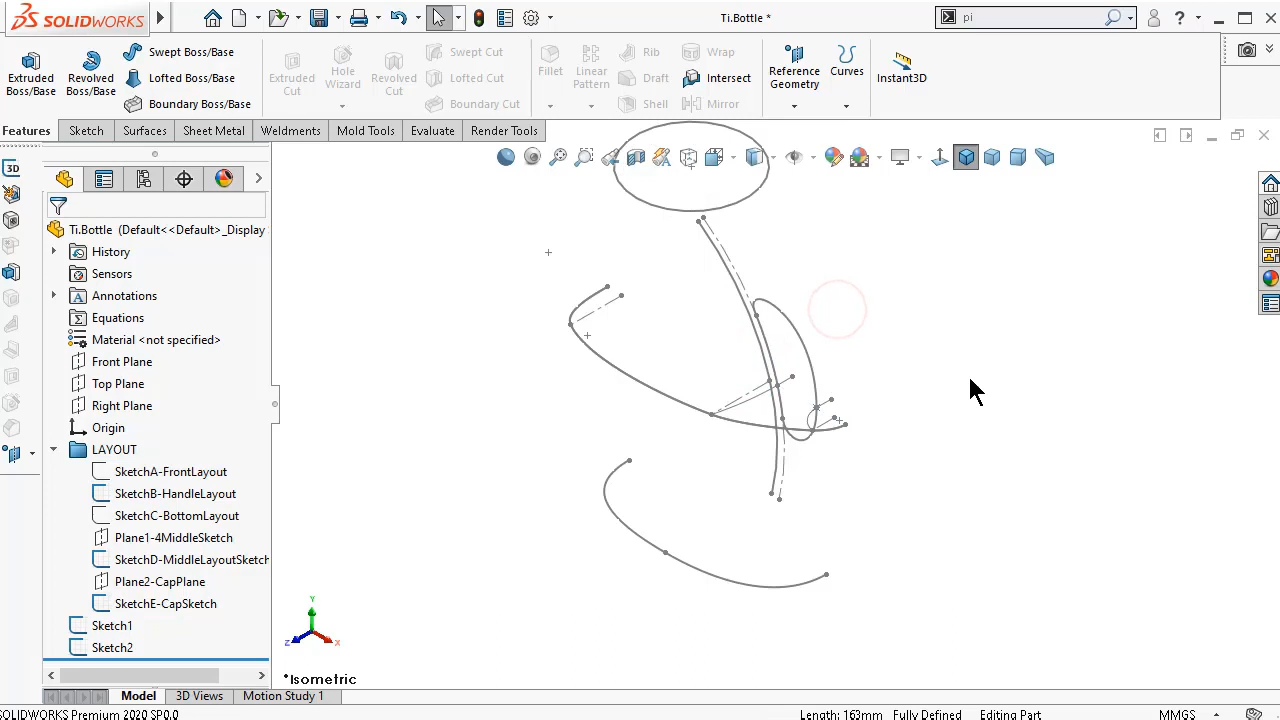 SOLIDWORKS
Ti.Bottle *
pi
?
Extruded Boss/Base
Revolved Boss/Base
Swept Boss/Base
Lofted Boss/Base
Boundary Boss/Base
Extruded Cut
Hole Wizard
Revolved Cut
Swept Cut
Lofted Cut
Boundary Cut
Fillet
Linear Pattern
Rib
Draft
Shell
Wrap
Intersect
Mirror
Reference Geometry
Curves
Instant3D
Features
Sketch
Surfaces
Sheet Metal
Weldments
Mold Tools
Evaluate
Render Tools
3D
Ti.Bottle (Default<<Default>_Display
History
Sensors
Annotations
Equations
Material <not specified>
Front Plane
Top Plane
Right Plane
Origin
LAYOUT
SketchA-FrontLayout
SketchB-HandleLayout
SketchC-BottomLayout
Plane1-4MiddleSketch
SketchD-MiddleLayoutSketch
Plane2-CapPlane
SketchE-CapSketch
Sketch1
Sketch2
Y
Z
X
*Isometric
Model
3D Views
Motion Study 1
SOLIDWORKS Premium 2020 SP0.0
Length: 163mm
Fully Defined
Editing Part
MMGS